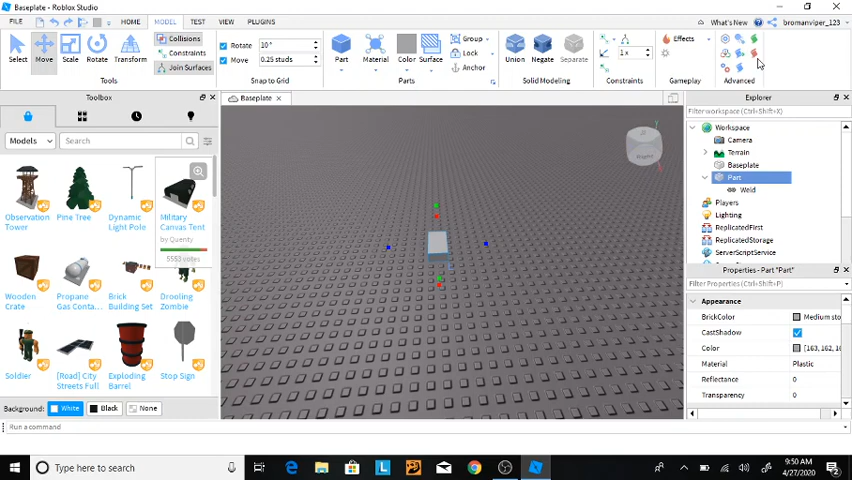 Baseplate - Roblox Studio
FILE
HOME
MODEL
TEST
VIEW
PLUGINS
What's New
bromanviper_123
Select
Move
Scale
Rotate
Transform
Collisions
Constraints
Join Surfaces
Tools
Rotate
10 °
Move
0.25 studs
Snap to Grid
Part
Material
Color
Surface
Group
Lock
Anchor
Parts
Union
Negate
Separate
Solid Modeling
1 x
Constraints
Effects
Gameplay
Advanced
Toolbox
Baseplate
Explorer
Models
Search
Filter workspace (Ctrl+Shift+X)
Workspace
Camera
Terrain
Baseplate
Part
Weld
Players
Lighting
ReplicatedFirst
ReplicatedStorage
ServerScriptService
Observation Tower
Pine Tree
Dynamic Light Pole
Military Canvas Tent
by Quenty
5553 votes
Wooden Crate
Propane Gas Conta...
Brick Building Set
Drooling Zombie
Soldier
[Road] City Streets Full
Exploding Barrel
Stop Sign
Background:
White
Black
None
Properties - Part "Part"
Filter Properties (Ctrl+Shift+P)
Appearance
BrickColor
Medium sto
CastShadow
Color
[163, 162, 16
Material
Plastic
Reflectance
0
Transparency
0
Run a command
Type here to search
9:50 AM
4/27/2020